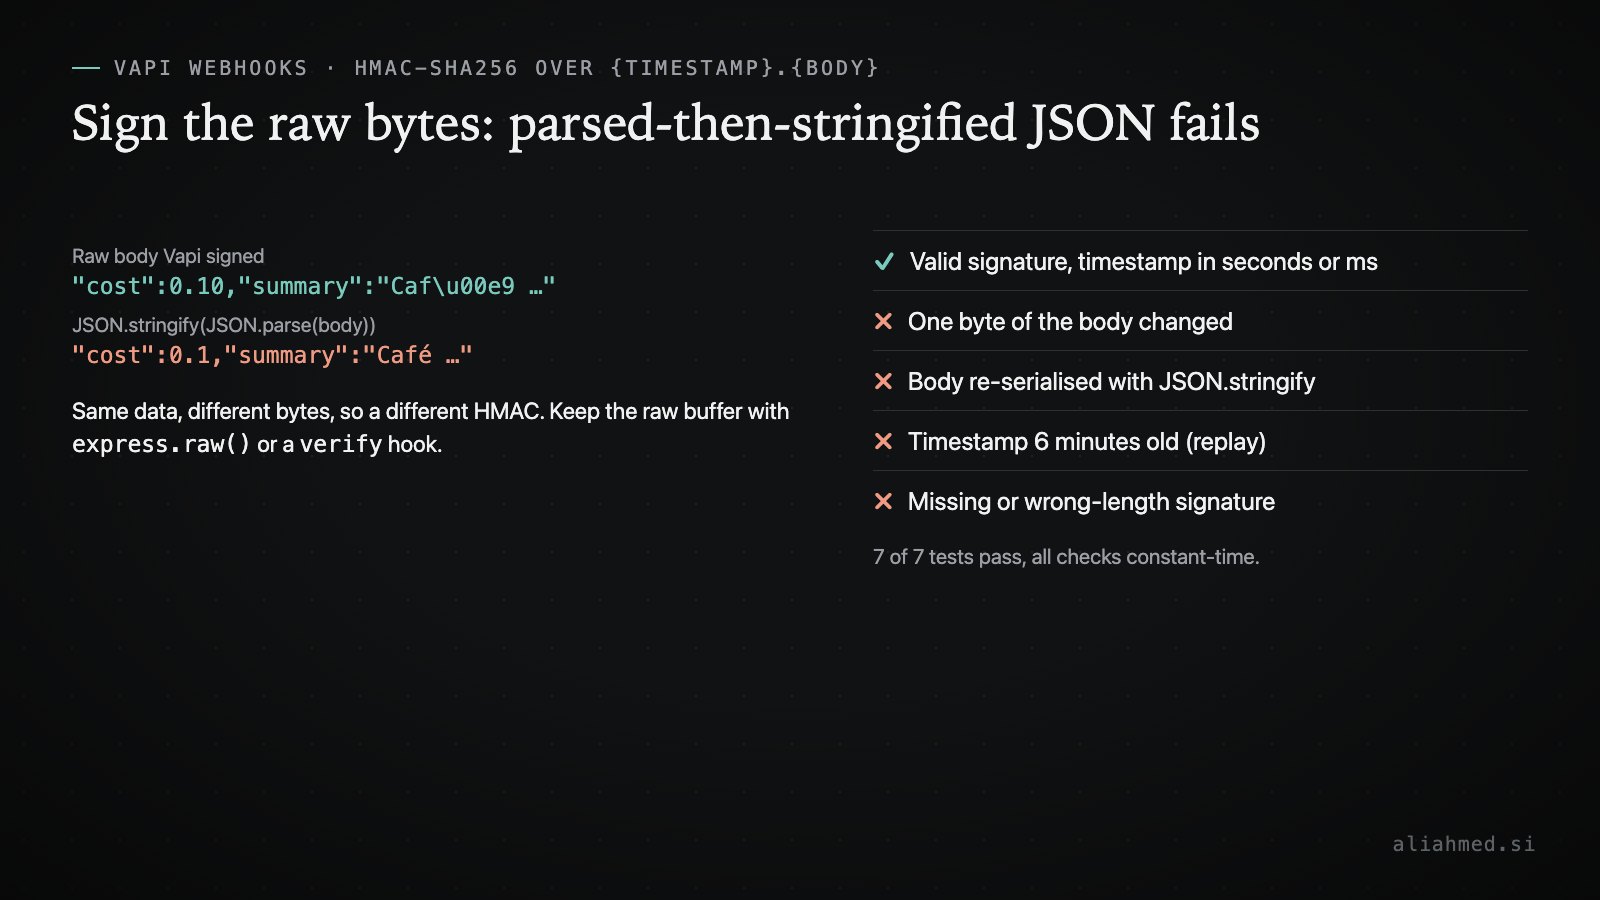 VAPI WEBHOOKS · HMAC-SHA256 OVER {TIMESTAMP}.{BODY}
Sign the raw bytes: parsed-then-stringified JSON fails
Raw body Vapi signed
"cost":0.10,"summary":"Caf\u00e9 …"
JSON.stringify(JSON.parse(body))
"cost":0.1,"summary":"Café …"
Same data, different bytes, so a different HMAC. Keep the raw buffer with
express.raw() or a verify hook.
✓ Valid signature, timestamp in seconds or ms
✕ One byte of the body changed
✕ Body re-serialised with JSON.stringify
✕ Timestamp 6 minutes old (replay)
✕ Missing or wrong-length signature
7 of 7 tests pass, all checks constant-time.
aliahmed.si